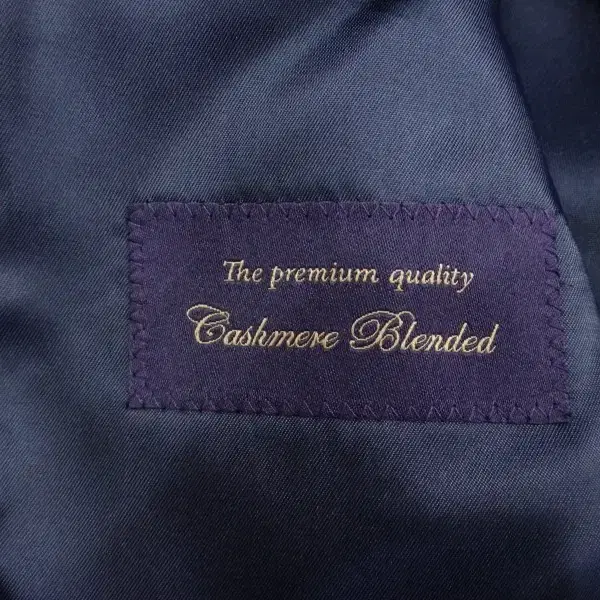 The premium quality
Cashmere Blended